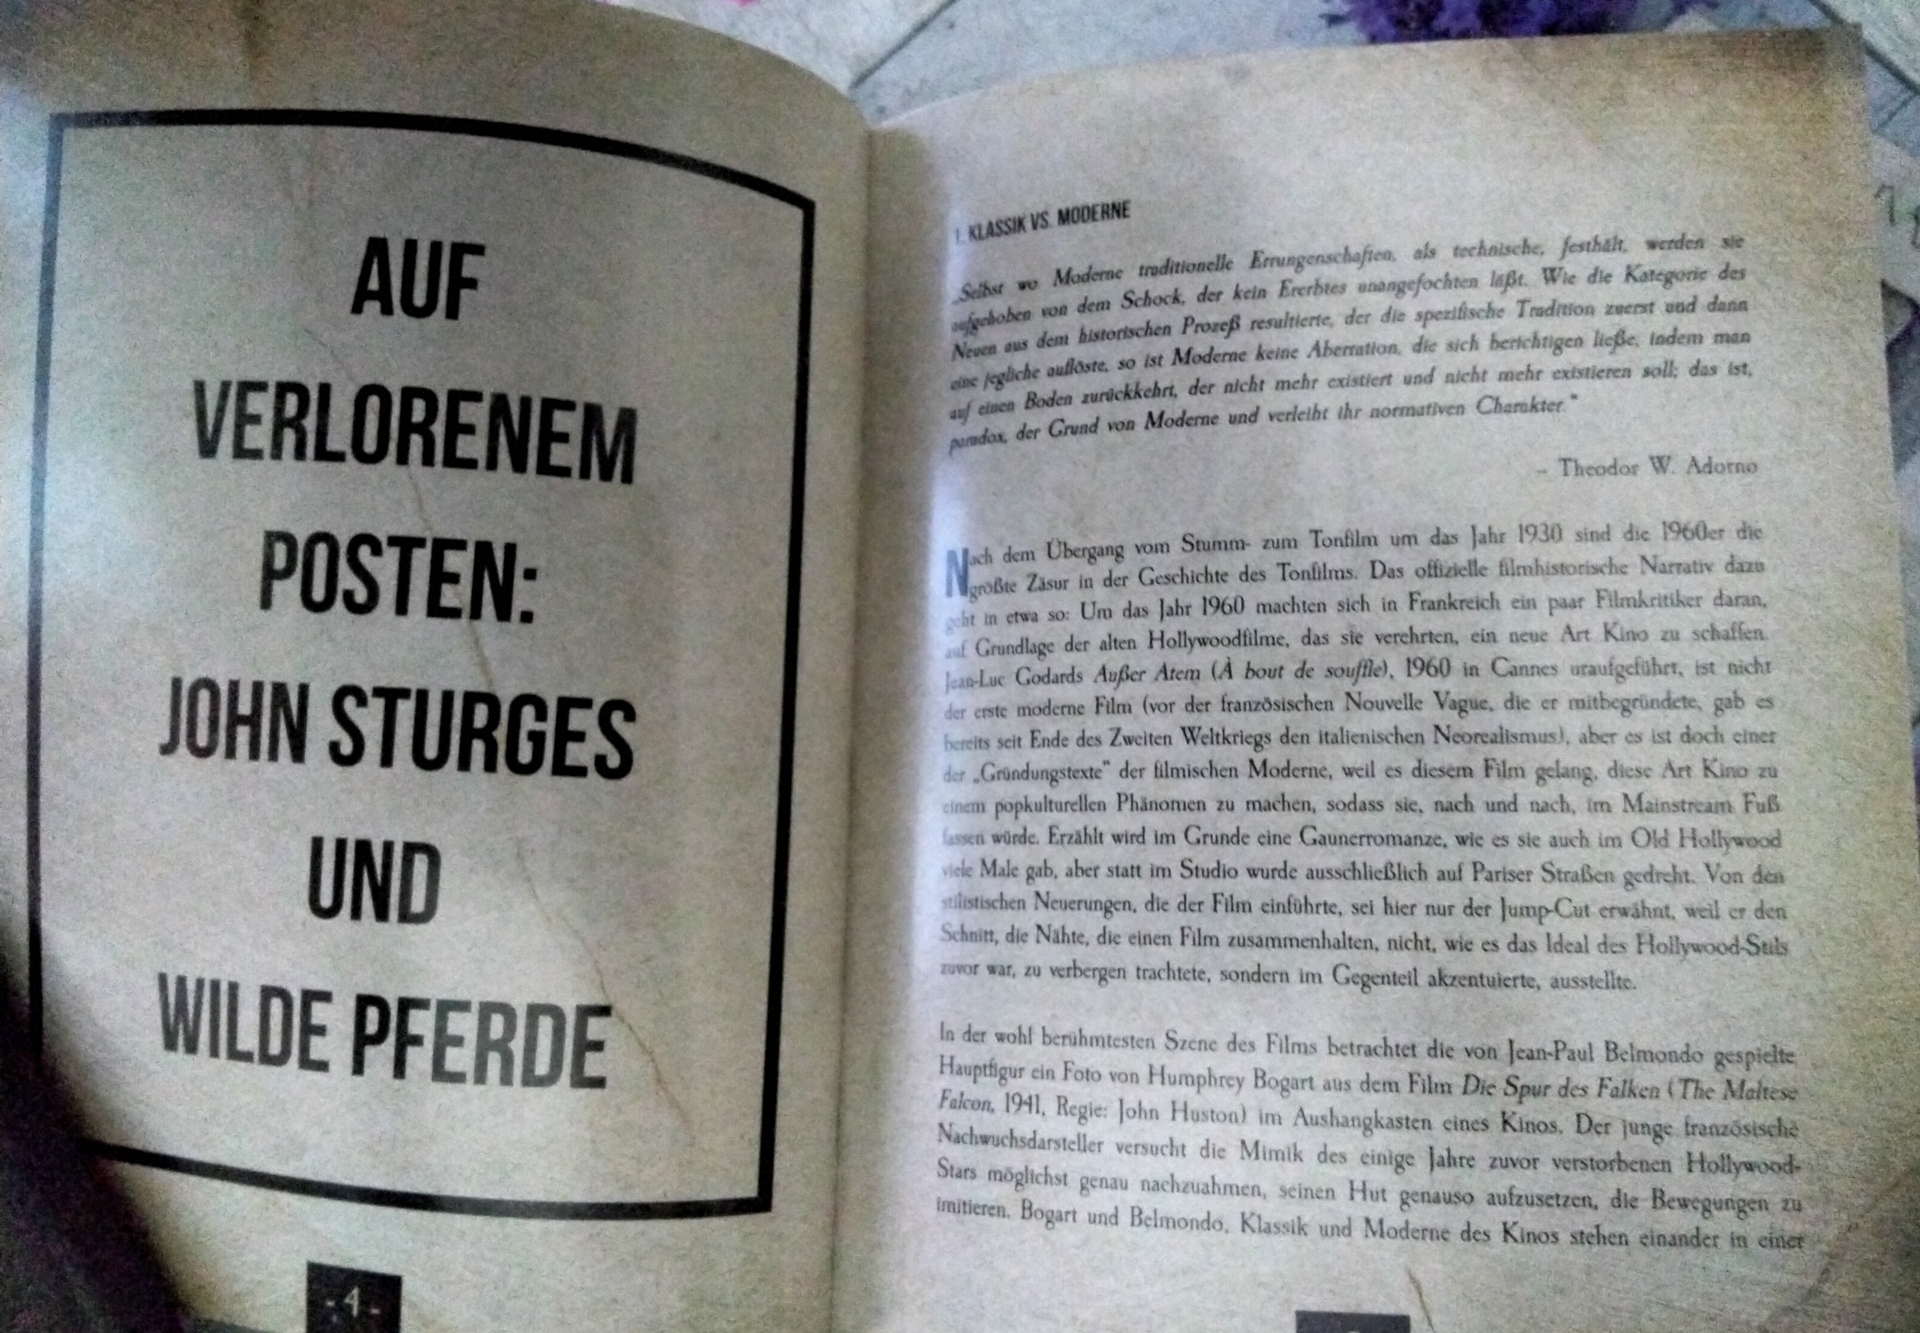 AUF
VERLORENEM
POSTEN:
JOHN STURGES
UND
WILDE PFERDE
- 4 -
1. KLASSIK VS. MODERNE
„Selbst wo Moderne traditionelle Errungenschaften, als technische, festhält, werden sie
aufgehoben von dem Schock, der kein Ererbtes unangefochten läßt. Wie die Kategorie des
Neuen aus dem historischen Prozeß resultierte, der die spezifische Tradition zuerst und dann
eine jegliche auflöste, so ist Moderne keine Aberration, die sich berichtigen ließe, indem man
auf einen Boden zurückkehrt, der nicht mehr existiert und nicht mehr existieren soll; das ist,
paradox, der Grund von Moderne und verleiht ihr normativen Charakter."
– Theodor W. Adorno
Nach dem Übergang vom Stumm- zum Tonfilm um das Jahr 1930 sind die 1960er die
größte Zäsur in der Geschichte des Tonfilms. Das offizielle filmhistorische Narrativ dazu
geht in etwa so: Um das Jahr 1960 machten sich in Frankreich ein paar Filmkritiker daran,
auf Grundlage der alten Hollywoodfilme, das sie verehrten, ein neue Art Kino zu schaffen.
Jean-Luc Godards Außer Atem (À bout de souffle), 1960 in Cannes uraufgeführt, ist nicht
der erste moderne Film (vor der französischen Nouvelle Vague, die er mitbegründete, gab es
bereits seit Ende des Zweiten Weltkriegs den italienischen Neorealismus), aber es ist doch einer
der „Gründungstexte" der filmischen Moderne, weil es diesem Film gelang, diese Art Kino zu
einem popkulturellen Phänomen zu machen, sodass sie, nach und nach, im Mainstream Fuß
fassen würde. Erzählt wird im Grunde eine Gaunerromanze, wie es sie auch im Old Hollywood
viele Male gab, aber statt im Studio wurde ausschließlich auf Pariser Straßen gedreht. Von den
stilistischen Neuerungen, die der Film einführte, sei hier nur der Jump-Cut erwähnt, weil er den
Schnitt, die Nähte, die einen Film zusammenhalten, nicht, wie es das Ideal des Hollywood-Stils
zuvor war, zu verbergen trachtete, sondern im Gegenteil akzentuierte, ausstellte.
In der wohl berühmtesten Szene des Films betrachtet die von Jean-Paul Belmondo gespielte
Hauptfigur ein Foto von Humphrey Bogart aus dem Film Die Spur des Falken (The Maltese
Falcon, 1941, Regie: John Huston) im Aushangkasten eines Kinos. Der junge französische
Nachwuchsdarsteller versucht die Mimik des einige Jahre zuvor verstorbenen Hollywood-
Stars möglichst genau nachzuahmen, seinen Hut genauso aufzusetzen, die Bewegungen zu
imitieren. Bogart und Belmondo, Klassik und Moderne des Kinos stehen einander in einer